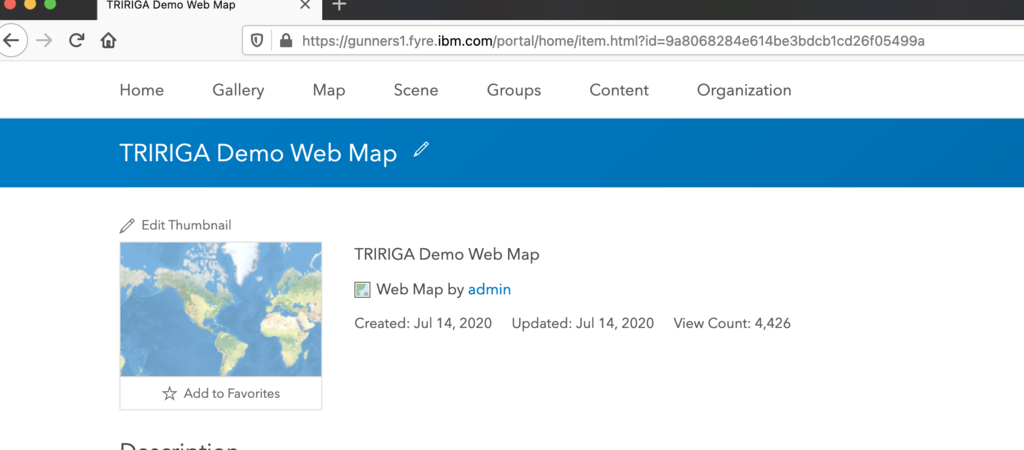 TRIRIGA Demo Web Map
https://gunners1.fyre.ibm.com/portal/home/item.html?id=9a8068284e614be3bdcb1cd26f05499a
Home Gallery Map Scene Groups Content Organization
TRIRIGA Demo Web Map
Edit Thumbnail
TRIRIGA Demo Web Map
Web Map by admin
Created: Jul 14, 2020 Updated: Jul 14, 2020 View Count: 4,426
Add to Favorites
Description